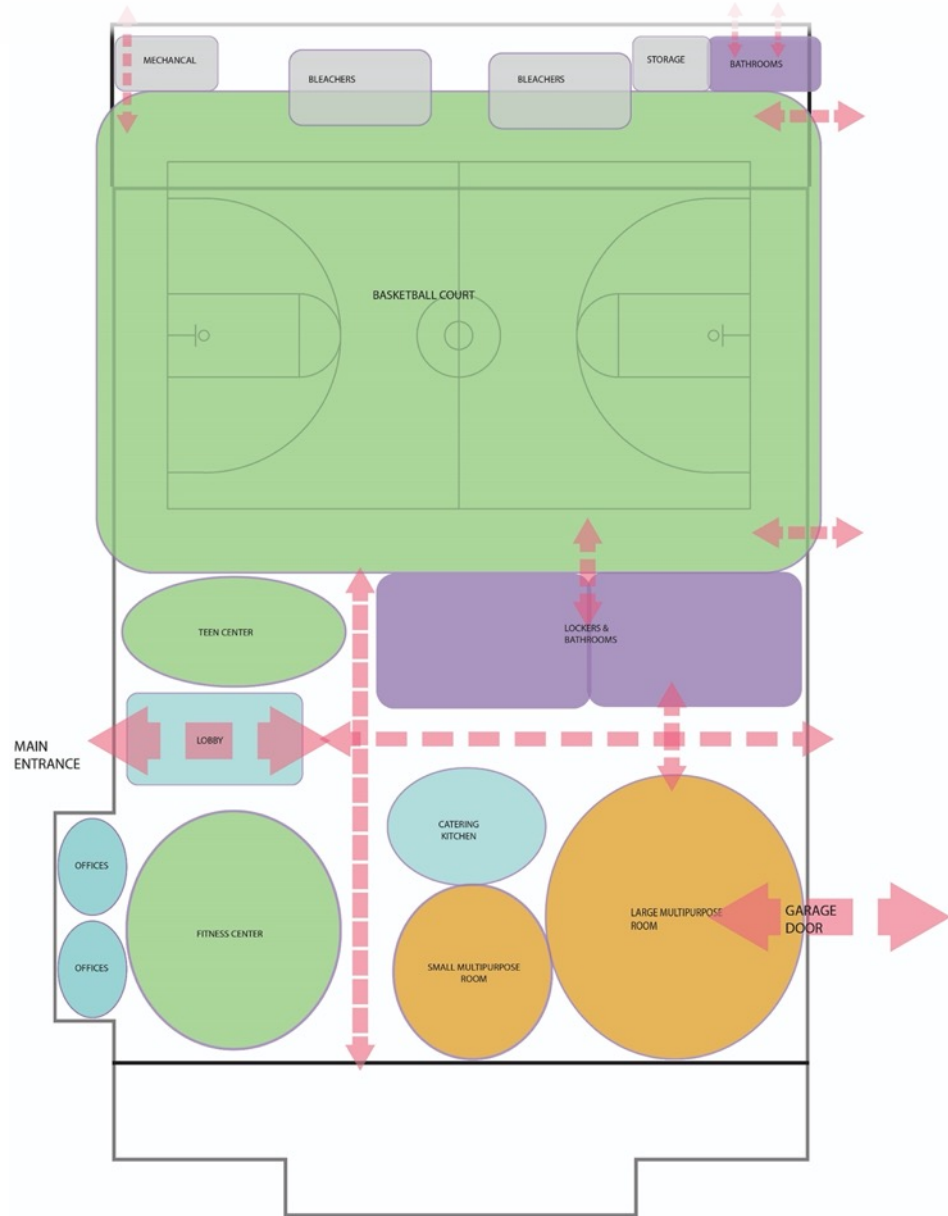 MECHANCAL
BLEACHERS
BLEACHERS
STORAGE
BATHROOMS
BASKETBALL COURT
TEEN CENTER
LOCKERS &
BATHROOMS
MAIN
ENTRANCE
LOBBY
CATERING
KITCHEN
OFFICES
OFFICES
FITNESS CENTER
SMALL MULTIPURPOSE
ROOM
LARGE MULTIPURPOSE
ROOM
GARAGE
DOOR